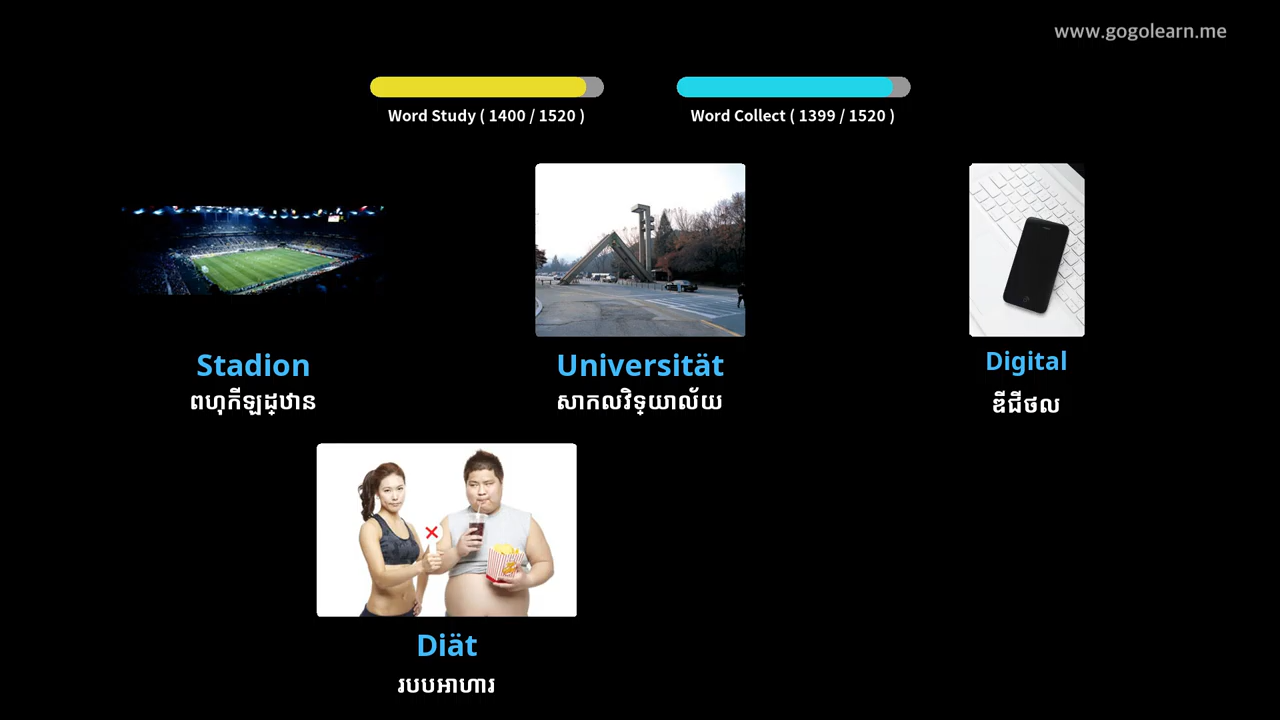 www.gogolearn.me
Word Study ( 1400 / 1520 )
Word Collect ( 1399 / 1520 )
Stadion
ពហុកីឡដ្ឋាន
Universität
សាកលវិទ្យាល័យ
Digital
ឌីជីថល
Diät
របបអាហារ